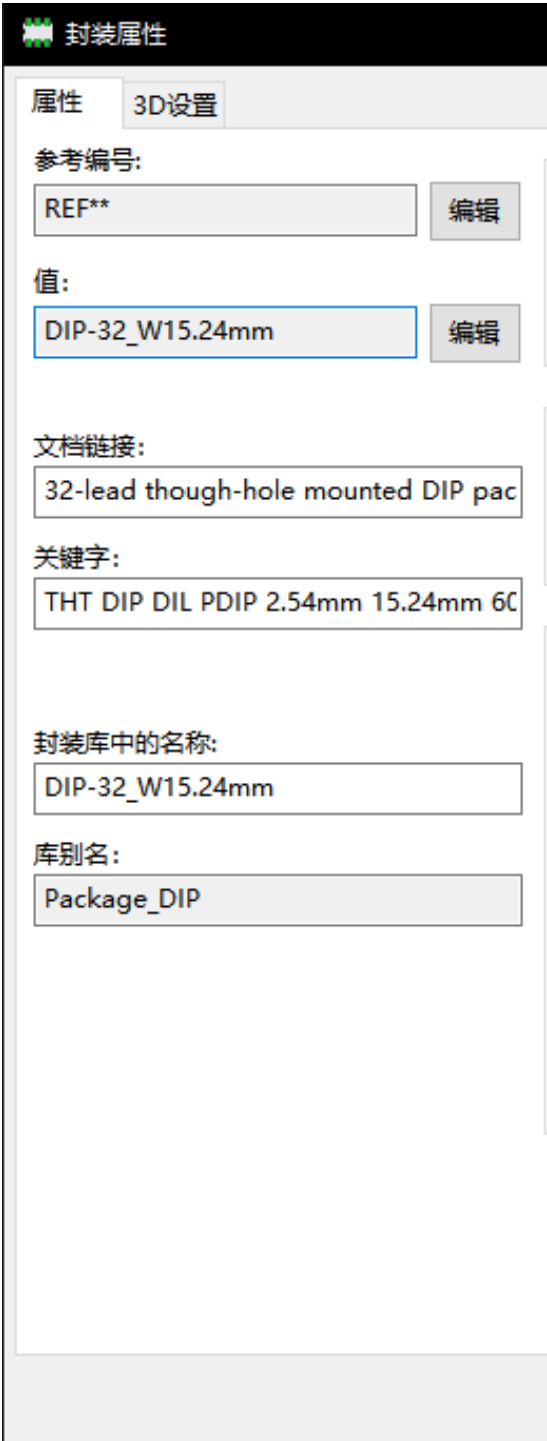 封装属性
属性
3D设置
参考编号:
REF**
编辑
值:
DIP-32_W15.24mm
编辑
文档链接:
32-lead though-hole mounted DIP pac
关键字:
THT DIP DIL PDIP 2.54mm 15.24mm 60
封装库中的名称:
DIP-32_W15.24mm
库别名:
Package_DIP